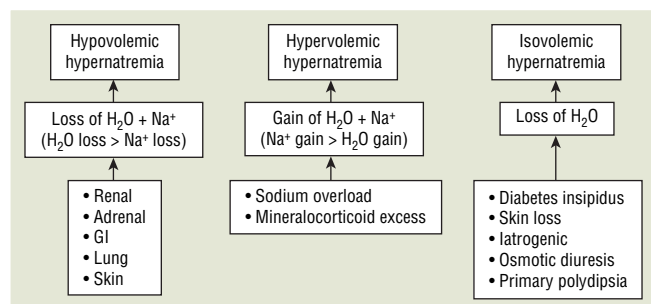 Hypovolemic
hypernatremia
Loss of H₂O + Na⁺
(H₂O loss > Na⁺ loss)
• Renal
• Adrenal
• GI
• Lung
• Skin
Hypervolemic
hypernatremia
Gain of H₂O + Na⁺
(Na⁺ gain > H₂O gain)
• Sodium overload
• Mineralocorticoid excess
Isovolemic
hypernatremia
Loss of H₂O
• Diabetes insipidus
• Skin loss
• Iatrogenic
• Osmotic diuresis
• Primary polydipsia